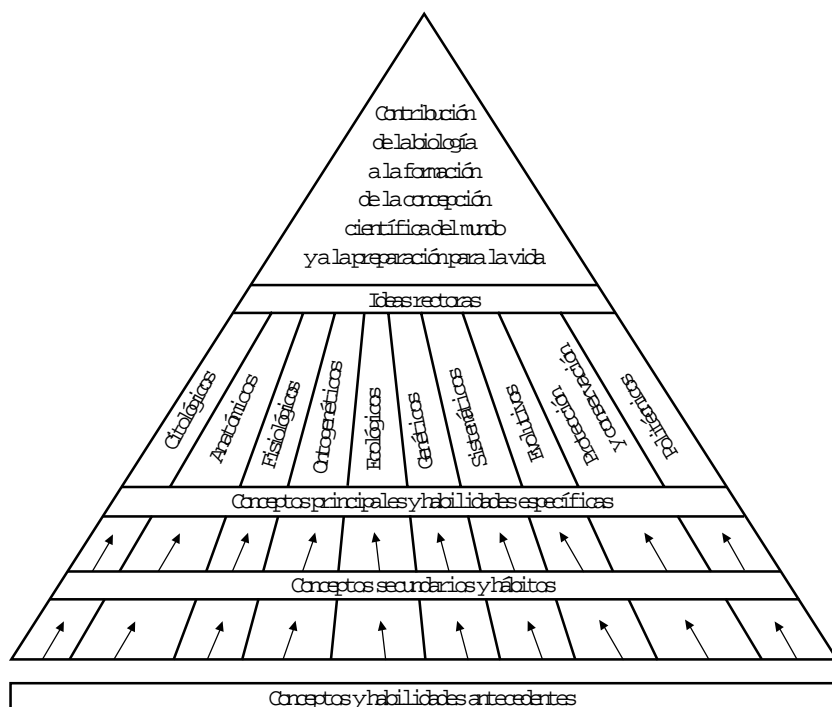 Contribución
de la biología
a la formación
de la concepción
científica del mundo
y a la preparación para la vida
Ideas rectoras
Citológicos
Anatómicos
Fisiológicos
Ontogenéticos
Ecológicos
Genéticos
Sistemáticos
Evolutivos
Protección
y conservación
Politécnicos
Conceptos principales y habilidades específicas
Conceptos secundarios y hábitos
Conceptos y habilidades antecedentes